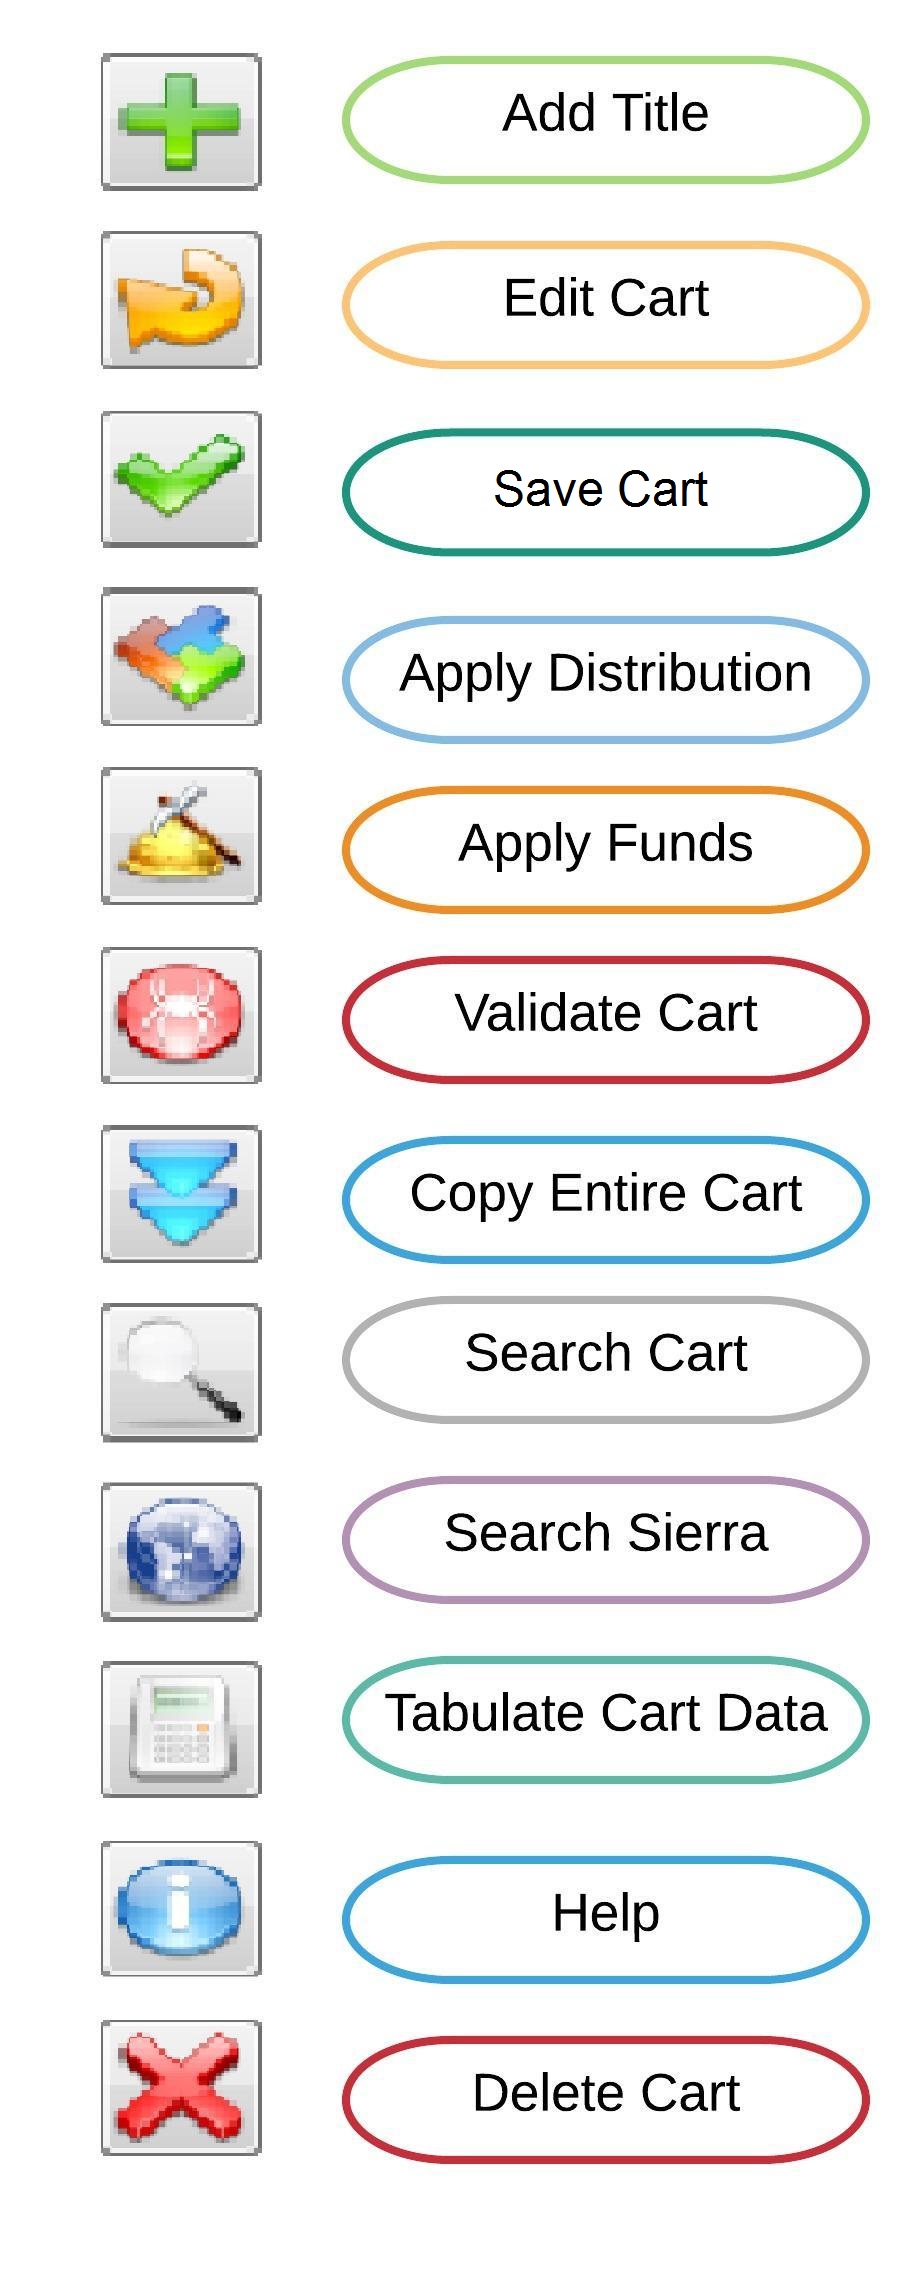 Add Title
Edit Cart
Save Cart
Apply Distribution
Apply Funds
Validate Cart
Copy Entire Cart
Search Cart
Search Sierra
Tabulate Cart Data
Help
Delete Cart